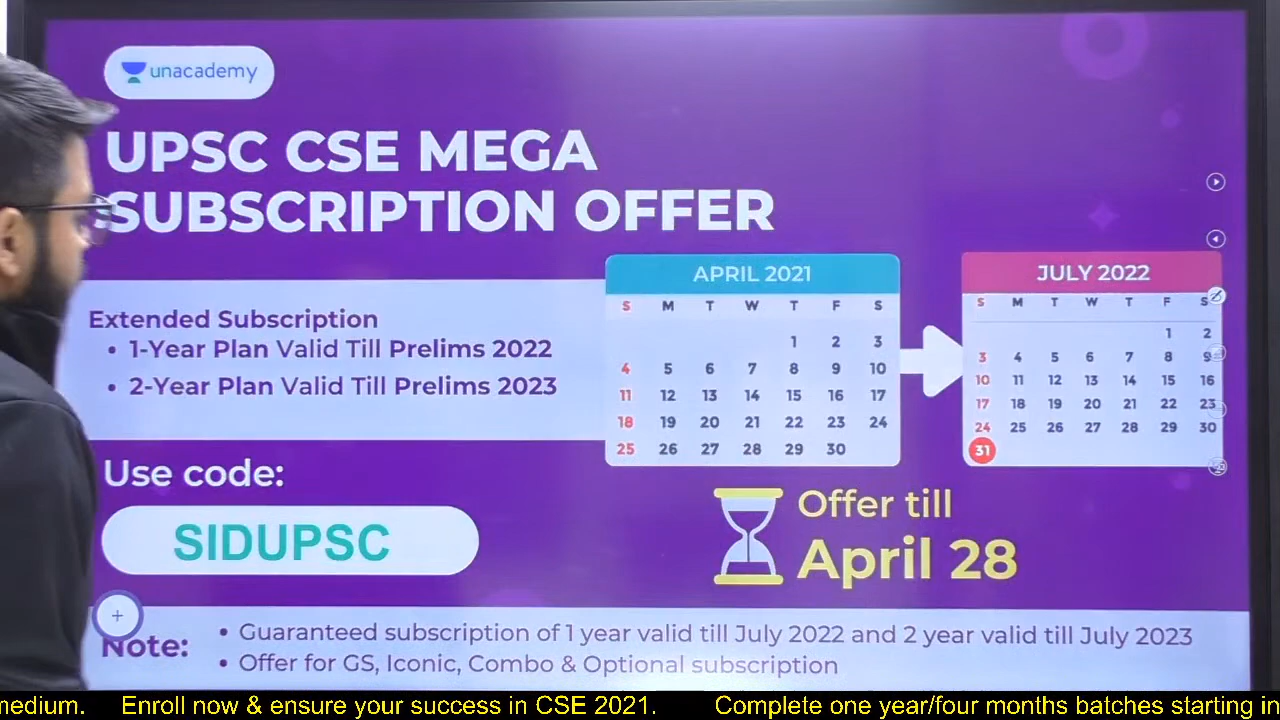 unacademy
UPSC CSE MEGA
SUBSCRIPTION OFFER
Extended Subscription
• 1-Year Plan Valid Till Prelims 2022
• 2-Year Plan Valid Till Prelims 2023
APRIL 2021
S M T W T F S
1 2 3
4 5 6 7 8 9 10
11 12 13 14 15 16 17
18 19 20 21 22 23 24
25 26 27 28 29 30
JULY 2022
S M T W T F S
1 2
3 4 5 6 7 8 9
10 11 12 13 14 15 16
17 18 19 20 21 22 23
24 25 26 27 28 29 30
31
Use code:
SIDUPSC
Offer till
April 28
Note:
• Guaranteed subscription of 1 year valid till July 2022 and 2 year valid till July 2023
• Offer for GS, Iconic, Combo & Optional subscription
medium. Enroll now & ensure your success in CSE 2021. Complete one year/four months batches starting in